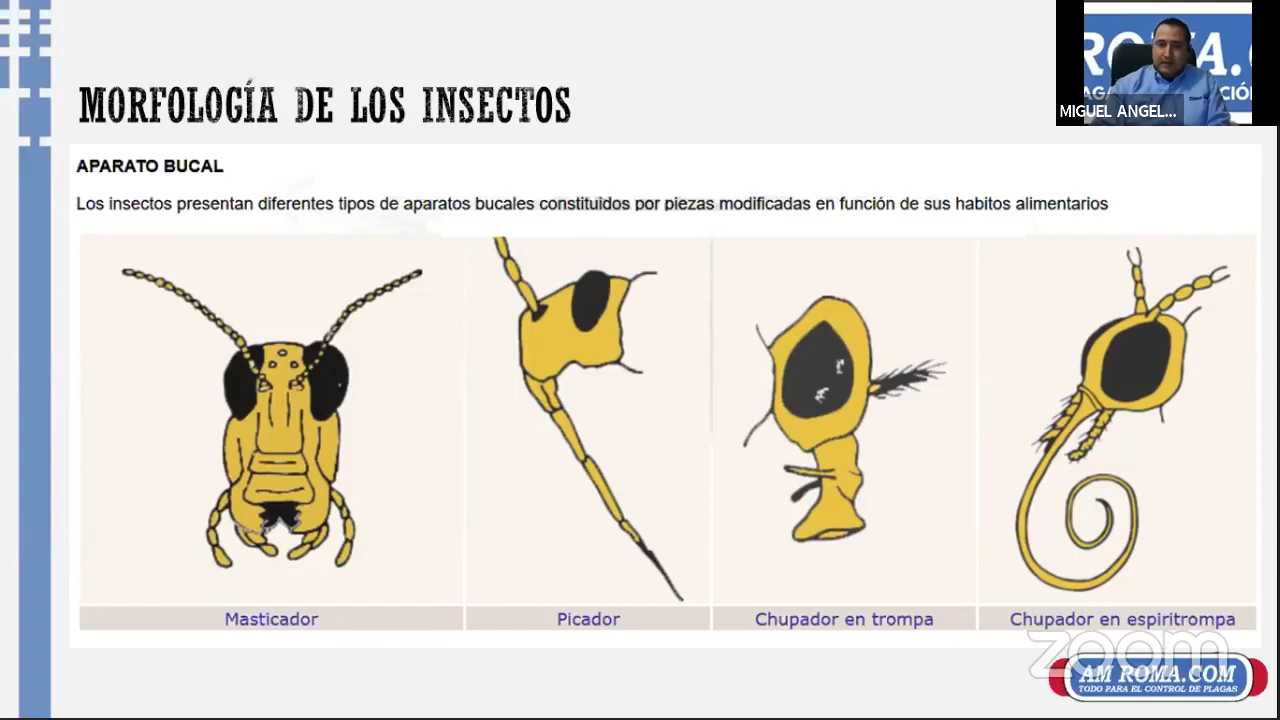 MORFOLOGÍA DE LOS INSECTOS
MIGUEL ANGEL...
APARATO BUCAL
Los insectos presentan diferentes tipos de aparatos bucales constituidos por piezas modificadas en función de sus habitos alimentarios
Masticador
Picador
Chupador en trompa
Chupador en espiritrompa
zoom
AM ROMA.COM
TODO PARA EL CONTROL DE PLAGAS